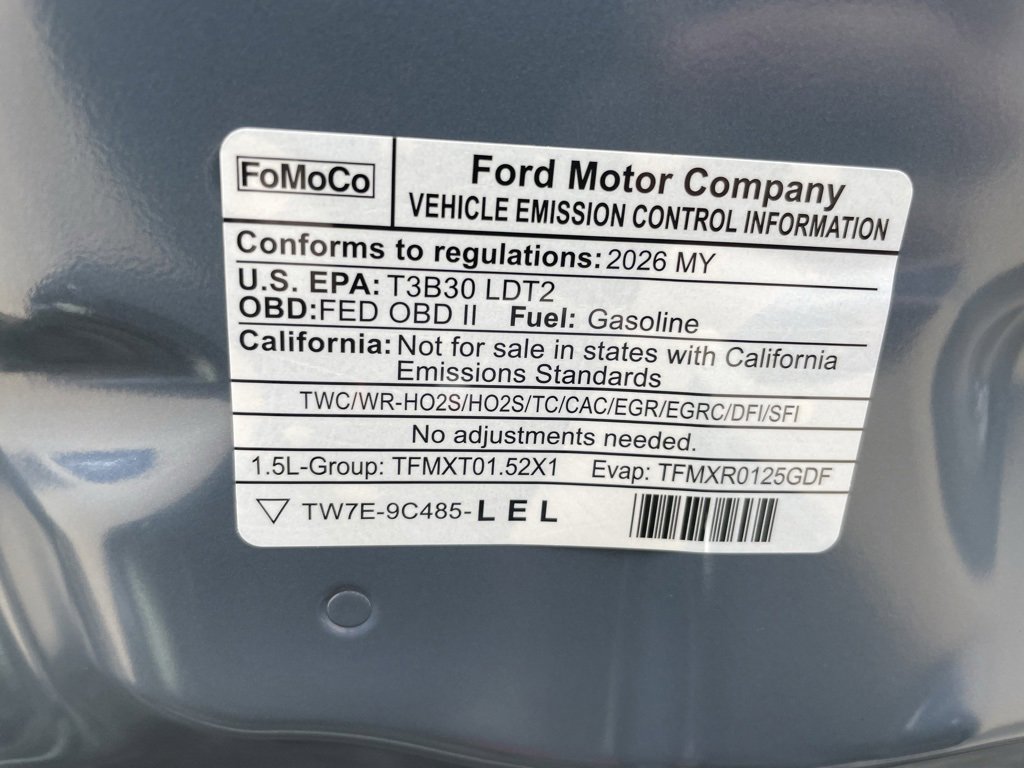 FoMoCo
Ford Motor Company
VEHICLE EMISSION CONTROL INFORMATION
Conforms to regulations: 2026 MY
U.S. EPA: T3B30 LDT2
OBD:FED OBD II Fuel: Gasoline
California: Not for sale in states with California
Emissions Standards
TWC/WR-HO2S/HO2S/TC/CAC/EGR/EGRC/DFI/SFI
No adjustments needed.
1.5L-Group: TFMXT01.52X1 Evap: TFMXR0125GDF
TW7E-9C485-LEL